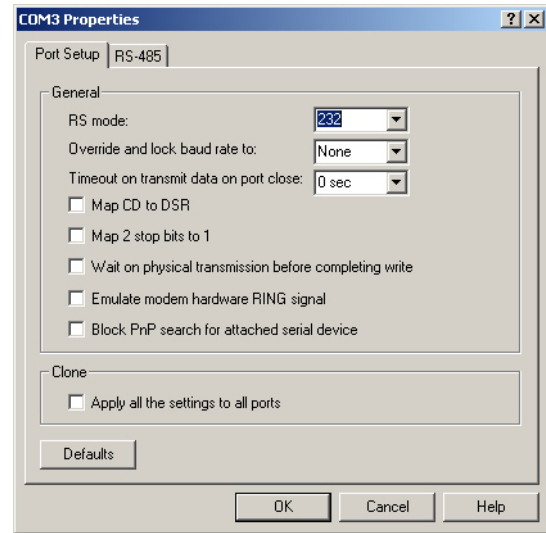 COM3 Properties
Port Setup
RS-485
General
RS mode: 232
Override and lock baud rate to: None
Timeout on transmit data on port close: 0 sec
Map CD to DSR
Map 2 stop bits to 1
Wait on physical transmission before completing write
Emulate modem hardware RING signal
Block PnP search for attached serial device
Clone
Apply all the settings to all ports
Defaults
OK Cancel Help